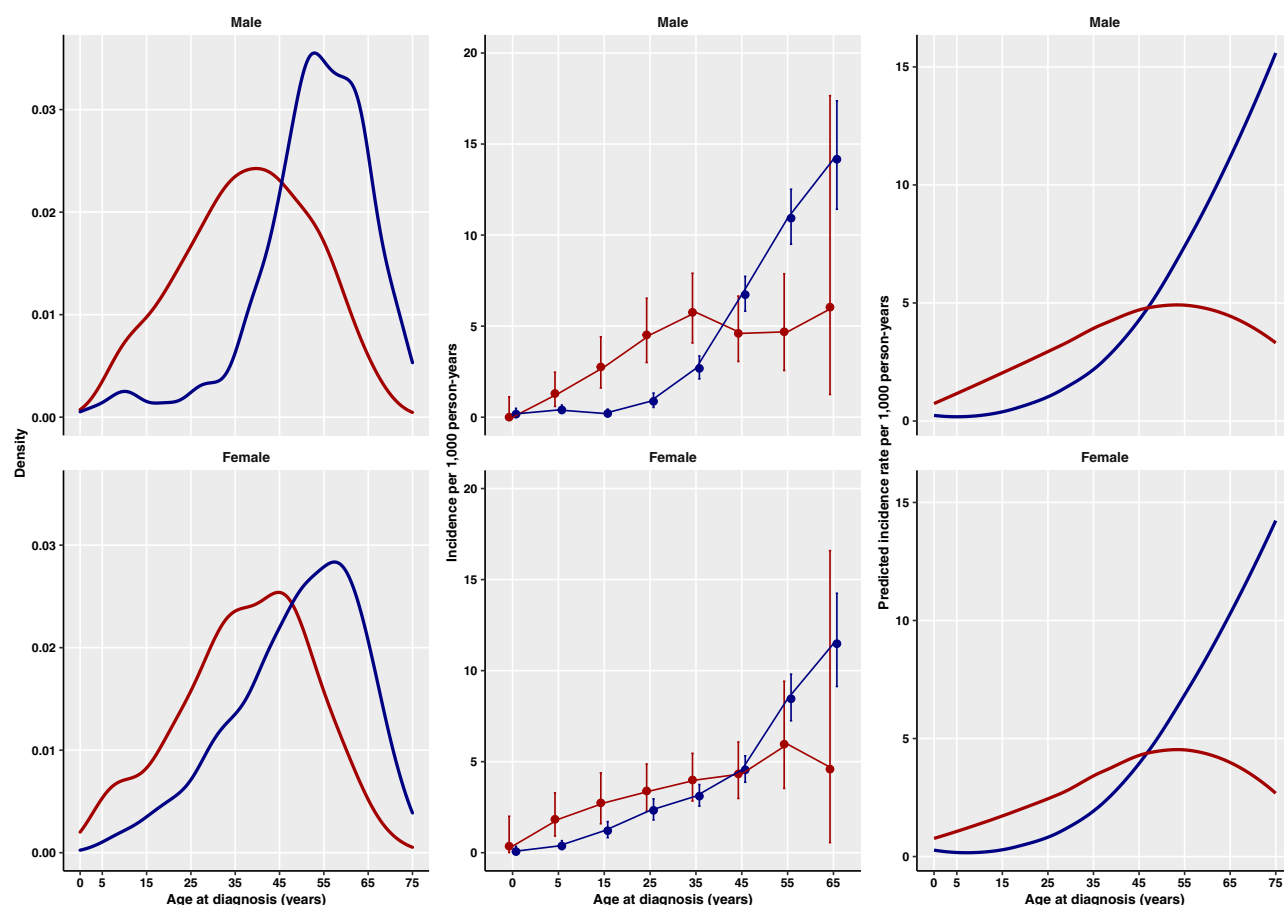 Male
Male
Male
0.03
0.02
0.01
0.00
20
15
10
5
0
15
10
5
0
Density
Incidence per 1,000 person-years
Predicted incidence rate per 1,000 person-years
Female
Female
Female
0.03
0.02
0.01
0.00
20
15
10
5
0
15
10
5
0
0 5 15 25 35 45 55 65 75
0 5 15 25 35 45 55 65
0 5 15 25 35 45 55 65 75
Age at diagnosis (years)
Age at diagnosis (years)
Age at diagnosis (years)